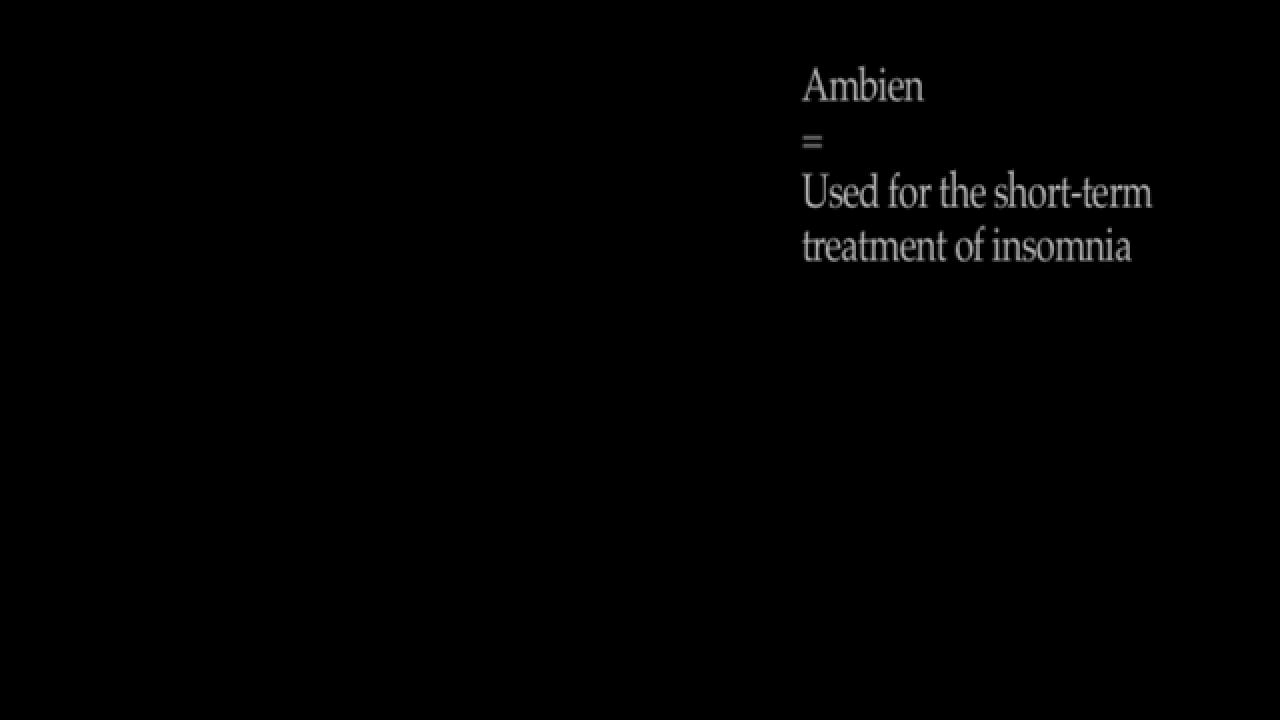 Ambien
=
Used for the short-term
treatment of insomnia